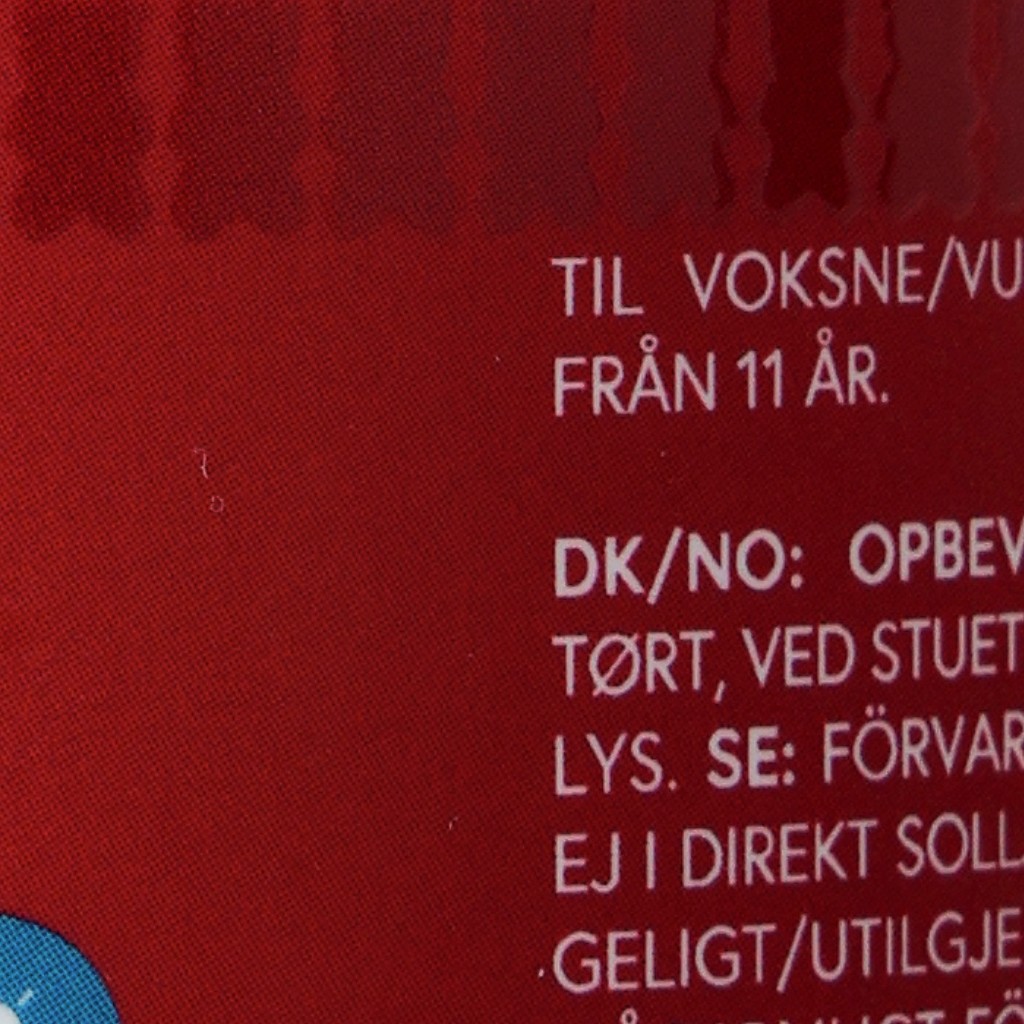 TIL VOKSNE/VU
FRÅN 11 ÅR.
DK/NO: OPBEV
TØRT, VED STUET
LYS. SE: FÖRVAR
EJ I DIREKT SOLL
GELIGT/UTILGJE